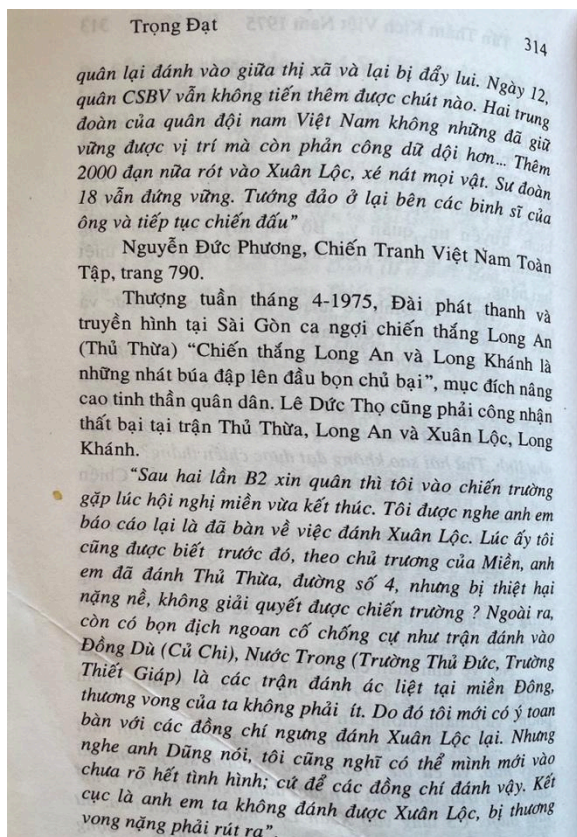 Trọng Đạt
314
quân lại đánh vào giữa thị xã và lại bị đẩy lui. Ngày 12,
quân CSBV vẫn không tiến thêm được chút nào. Hai trung
đoàn của quân đội nam Việt Nam không những đã giữ
vững được vị trí mà còn phản công dữ dội hơn... Thêm
2000 đạn nữa rót vào Xuân Lộc, xé nát mọi vật. Sư đoàn
18 vẫn đứng vững. Tướng đảo ở lại bên các binh sĩ của
ông và tiếp tục chiến đấu”
Nguyễn Đức Phương, Chiến Tranh Việt Nam Toàn
Tập, trang 790.
Thượng tuần tháng 4-1975, Đài phát thanh và
truyền hình tại Sài Gòn ca ngợi chiến thắng Long An
(Thủ Thừa) “Chiến thắng Long An và Long Khánh là
những nhát búa đập lên đầu bọn chủ bại”, mục đích nâng
cao tinh thần quân dân. Lê Đức Thọ cũng phải công nhận
thất bại tại trận Thủ Thừa, Long An và Xuân Lộc, Long
Khánh.
“Sau hai lần B2 xin quân thì tôi vào chiến trường
gặp lúc hội nghị miền vừa kết thúc. Tôi được nghe anh em
báo cáo lại là đã bàn về việc đánh Xuân Lộc. Lúc ấy tôi
cũng được biết trước đó, theo chủ trương của Miền, anh
em đã đánh Thủ Thừa, đường số 4, nhưng bị thiệt hại
nặng nề, không giải quyết được chiến trường ? Ngoài ra,
còn có bọn địch ngoan cố chống cự như trận đánh vào
Đồng Dù (Củ Chi), Nước Trong (Trường Thủ Đức, Trường
Thiết Giáp) là các trận đánh ác liệt tại miền Đông,
thương vong của ta không phải ít. Do đó tôi mới có ý toan
bàn với các đồng chí ngưng đánh Xuân Lộc lại. Nhưng
nghe anh Dũng nói, tôi cũng nghĩ có thể mình mới vào
chưa rõ hết tình hình; cứ để các đồng chí đánh vậy. Kết
cục là anh em ta không đánh được Xưân Lộc, bị thương
vong nặng phải rút ra”.